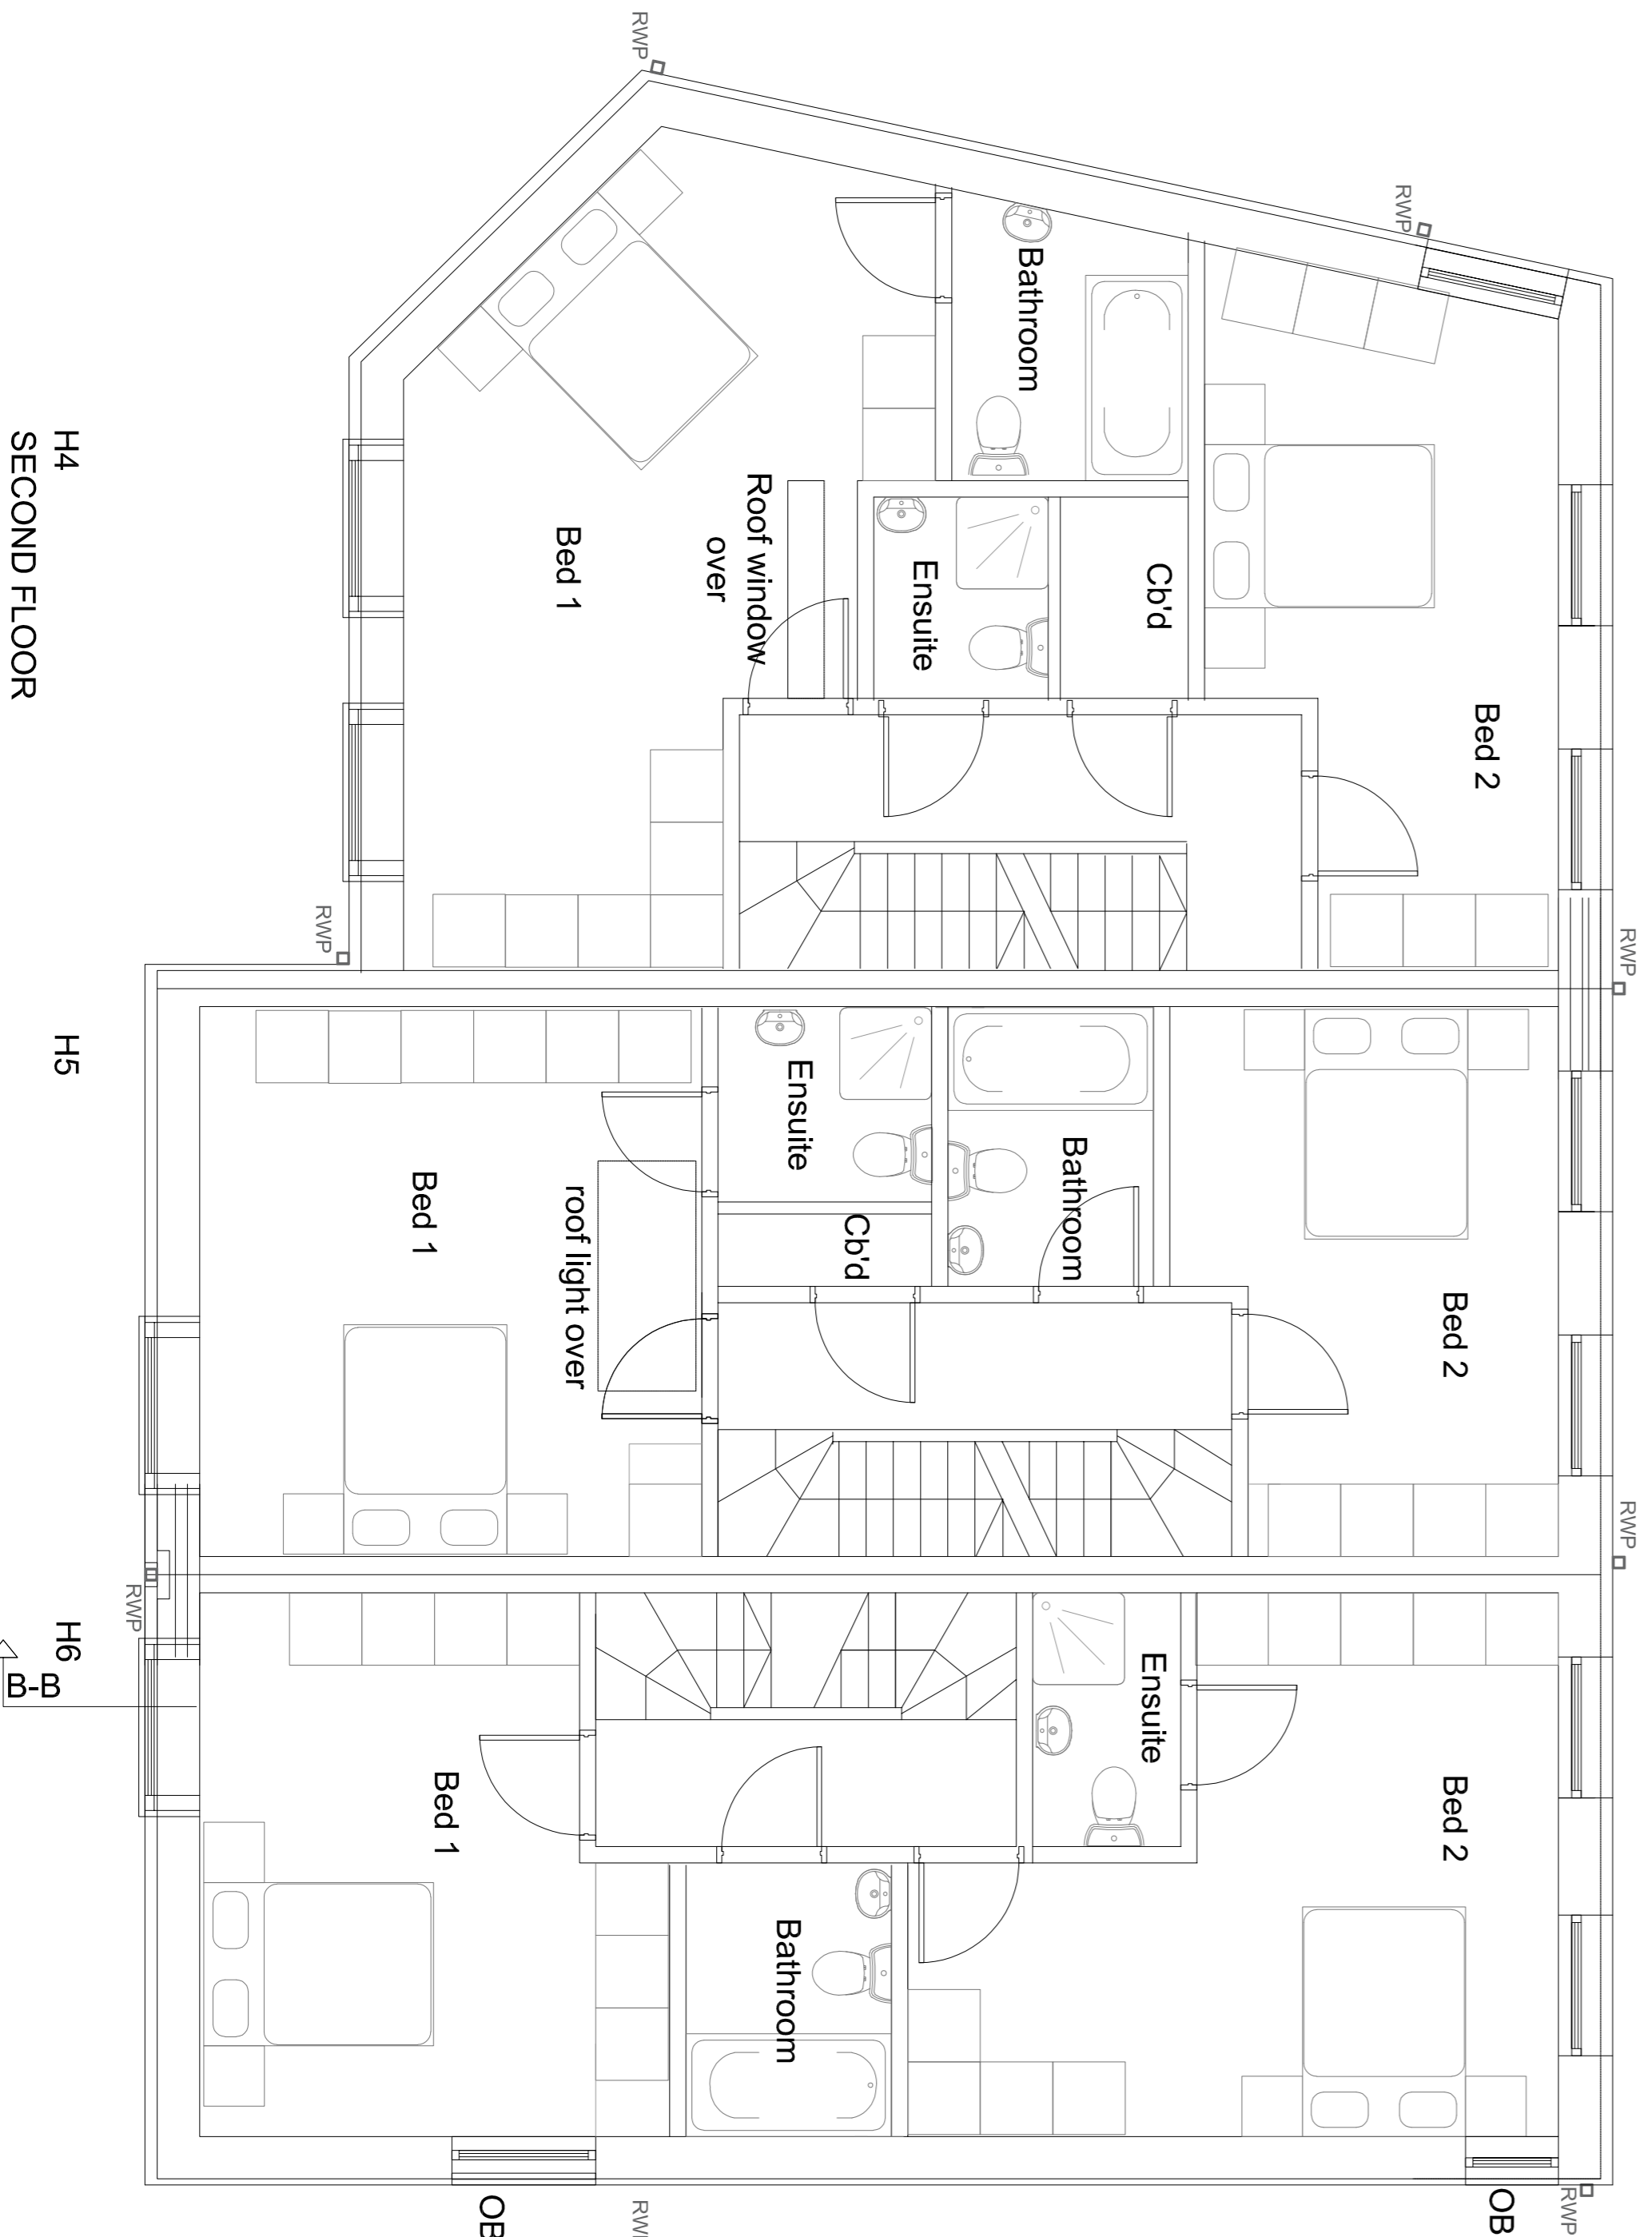 RWP
RWP
Bathroom
Bed 2
Cb'd
Ensuite
Roof window
over
Bed 1
RWP
RWP
H4
SECOND FLOOR
Ensuite
Bathroom
Cb'd
Bed 2
roof light over
Bed 1
H5
RWP
RWP
H6
B-B
Ensuite
Bed 2
Bed 1
Bathroom
OB
OB
RWP